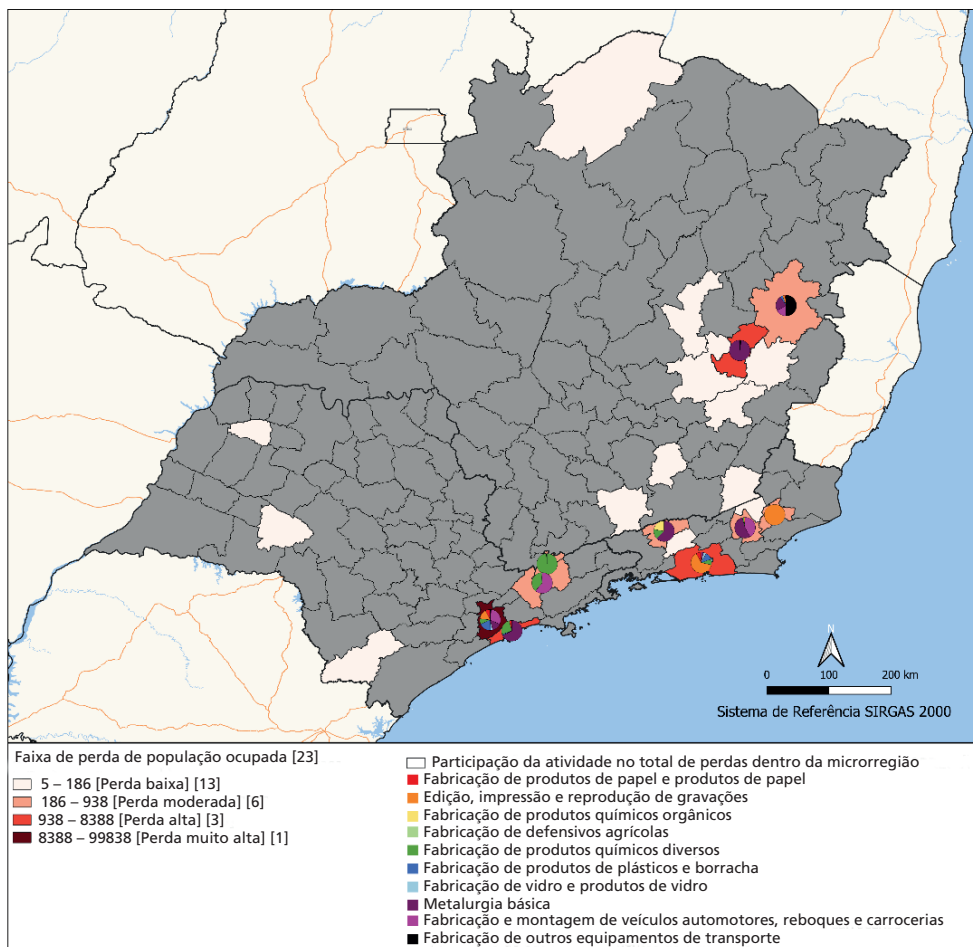 N
0 100 200 km
Sistema de Referência SIRGAS 2000
Faixa de perda de população ocupada [23]
5 – 186 [Perda baixa] [13]
186 – 938 [Perda moderada] [6]
938 – 8388 [Perda alta] [3]
8388 – 99838 [Perda muito alta] [1]
Participação da atividade no total de perdas dentro da microrregião
Fabricação de produtos de papel e produtos de papel
Edição, impressão e reprodução de gravações
Fabricação de produtos químicos orgânicos
Fabricação de defensivos agrícolas
Fabricação de produtos químicos diversos
Fabricação de produtos de plásticos e borracha
Fabricação de vidro e produtos de vidro
Metalurgia básica
Fabricação e montagem de veículos automotores, reboques e carrocerias
Fabricação de outros equipamentos de transporte